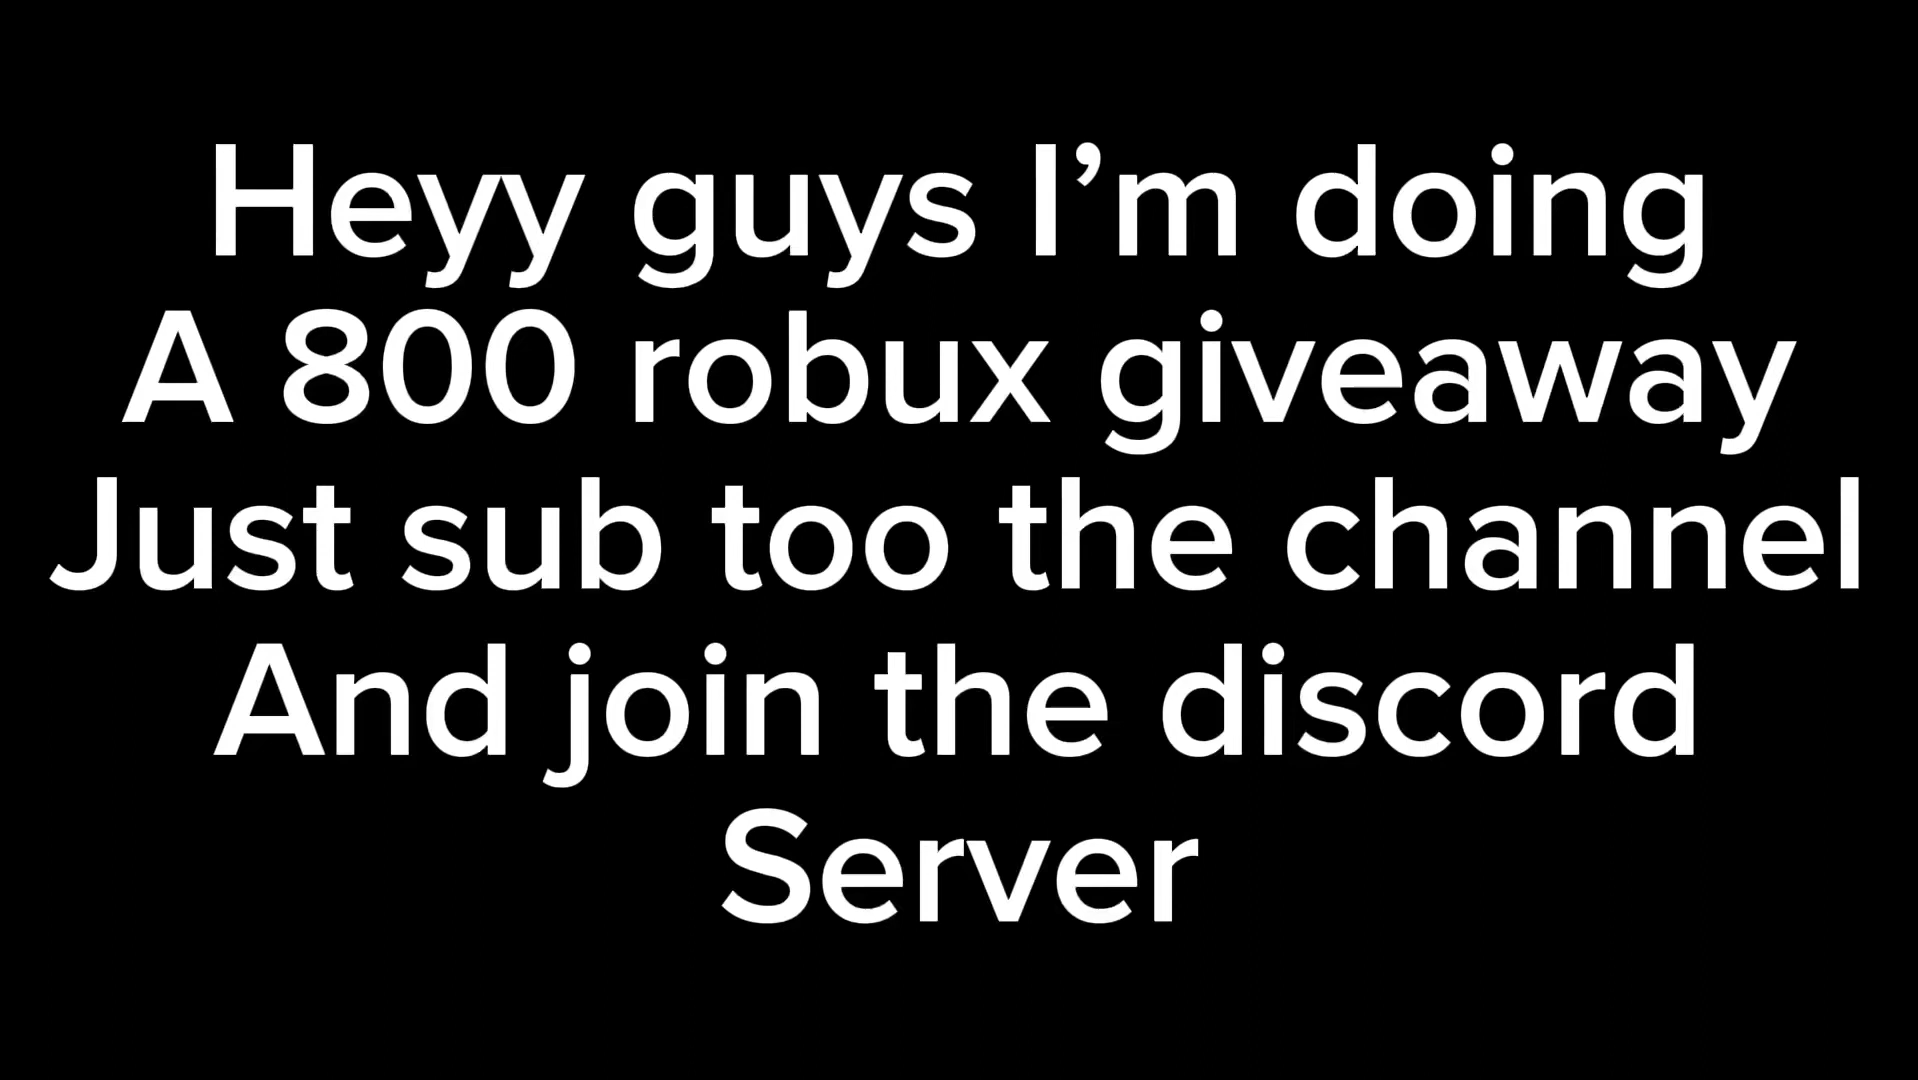 Heyy guys I’m doing
A 800 robux giveaway
Just sub too the channel
And join the discord
Server